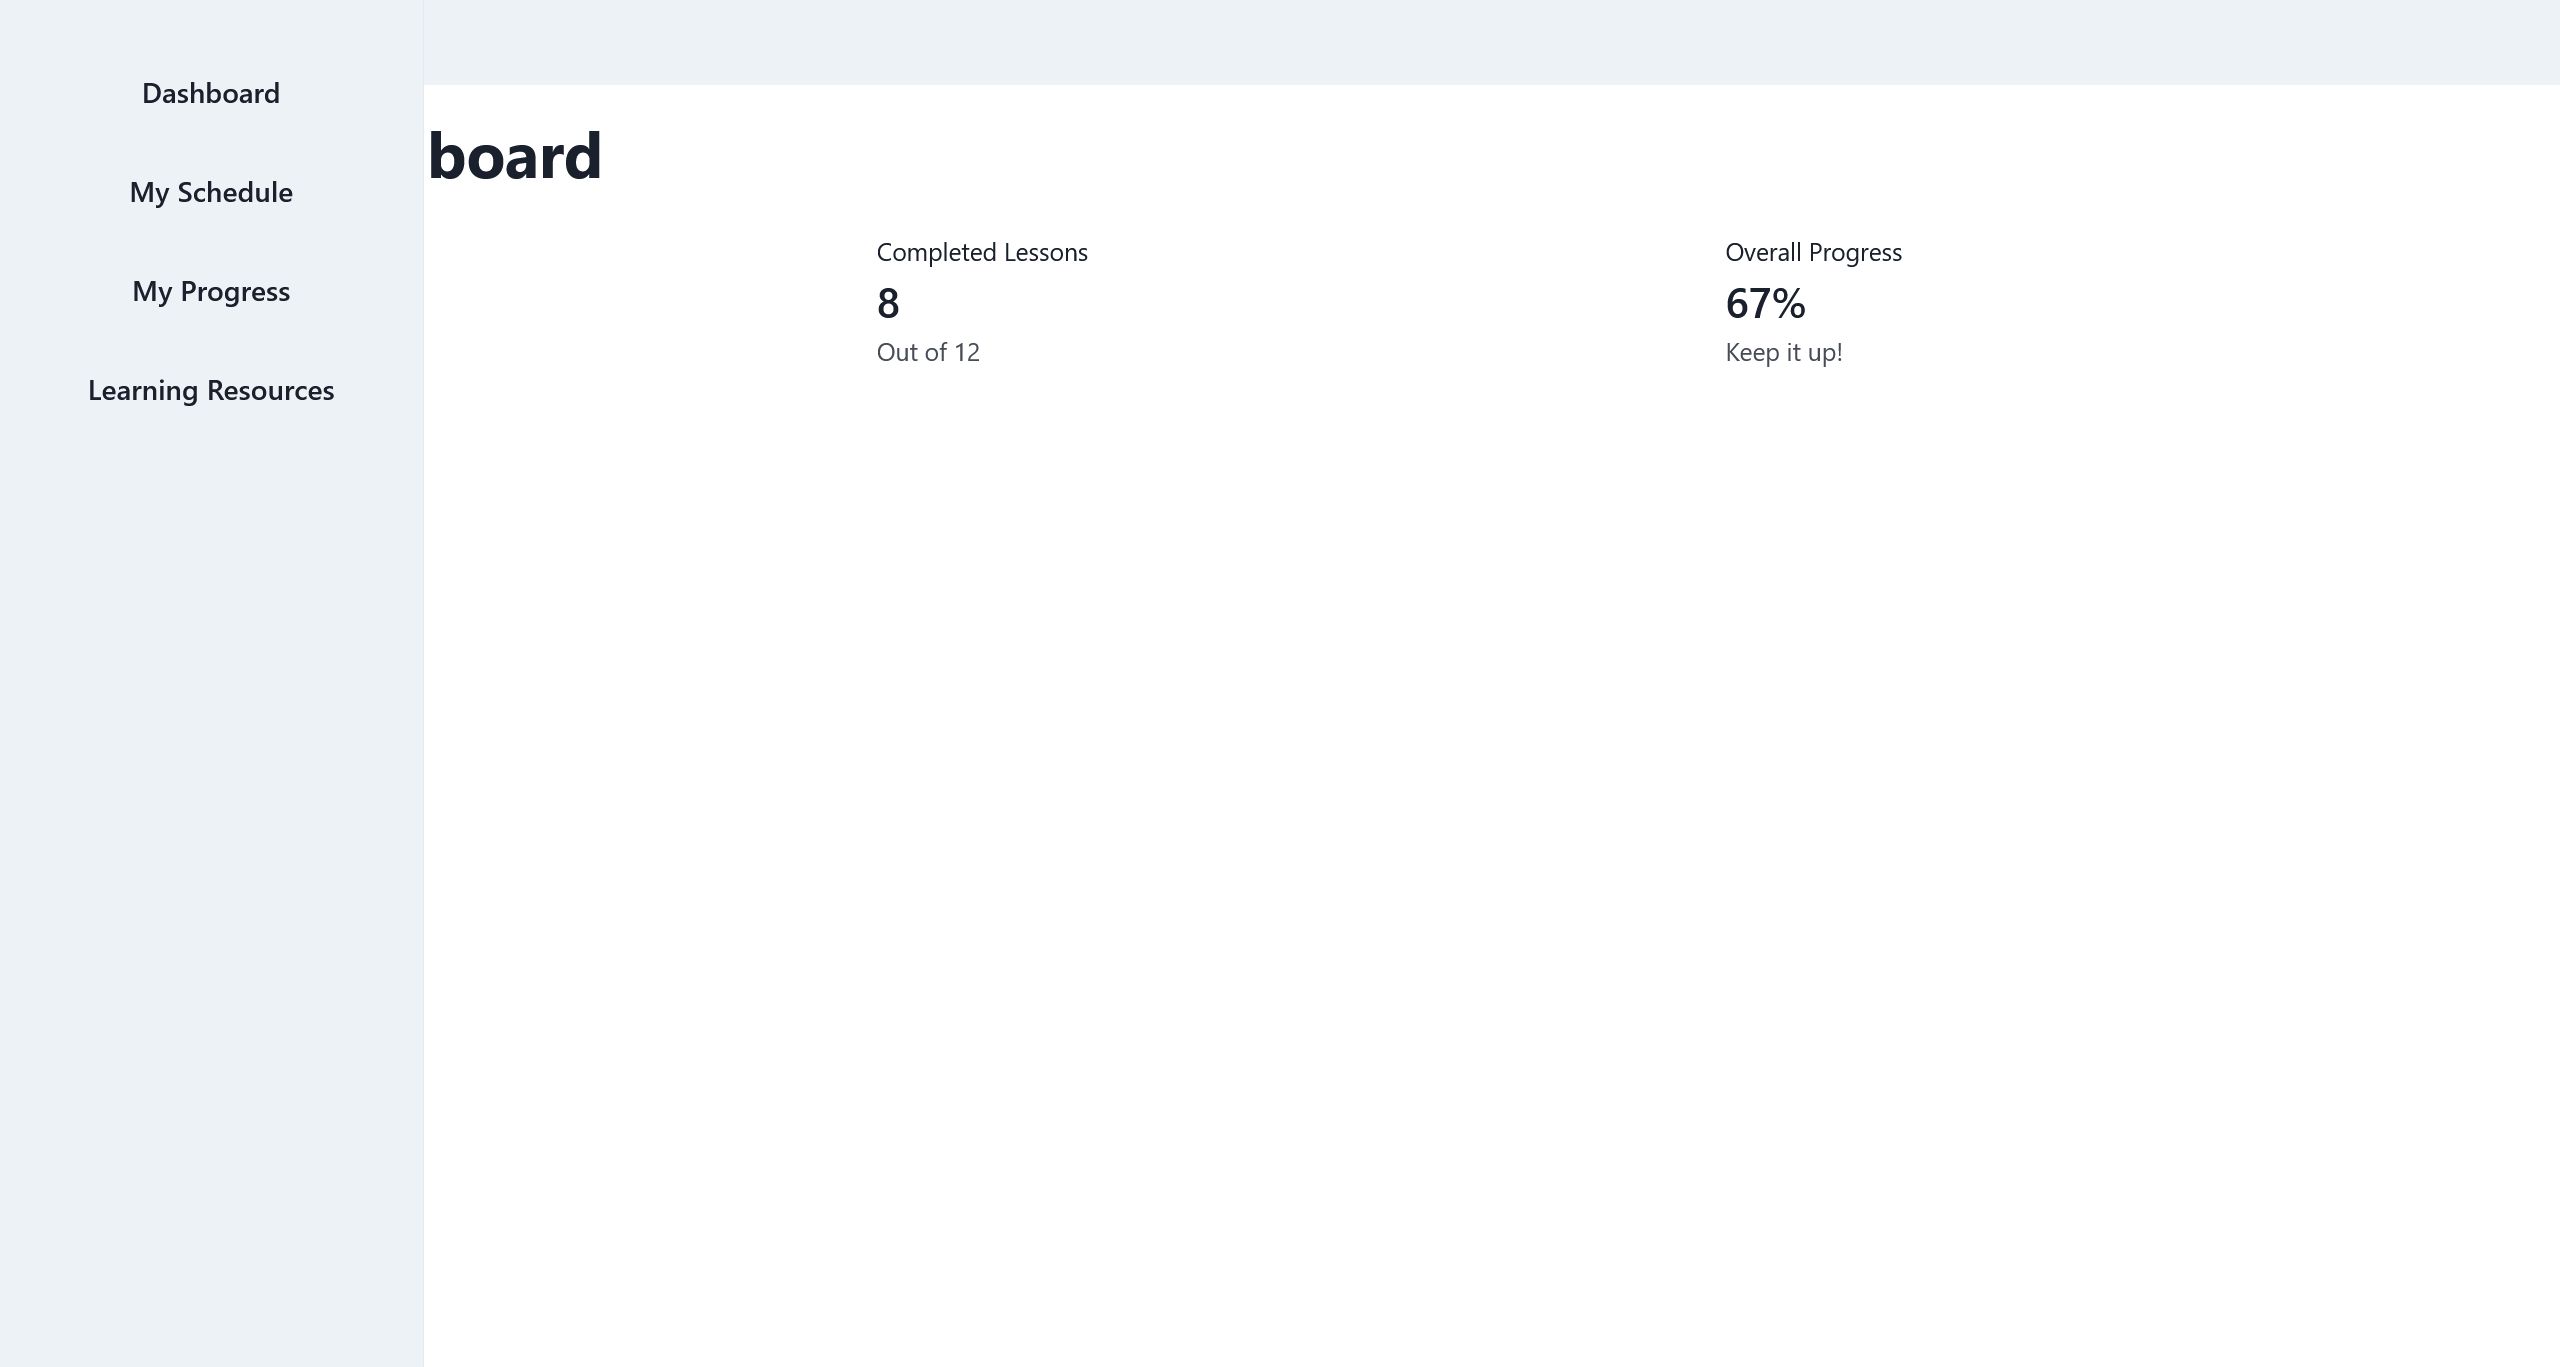 Dashboard
My Schedule
My Progress
Learning Resources
board
Completed Lessons
8
Out of 12
Overall Progress
67%
Keep it up!